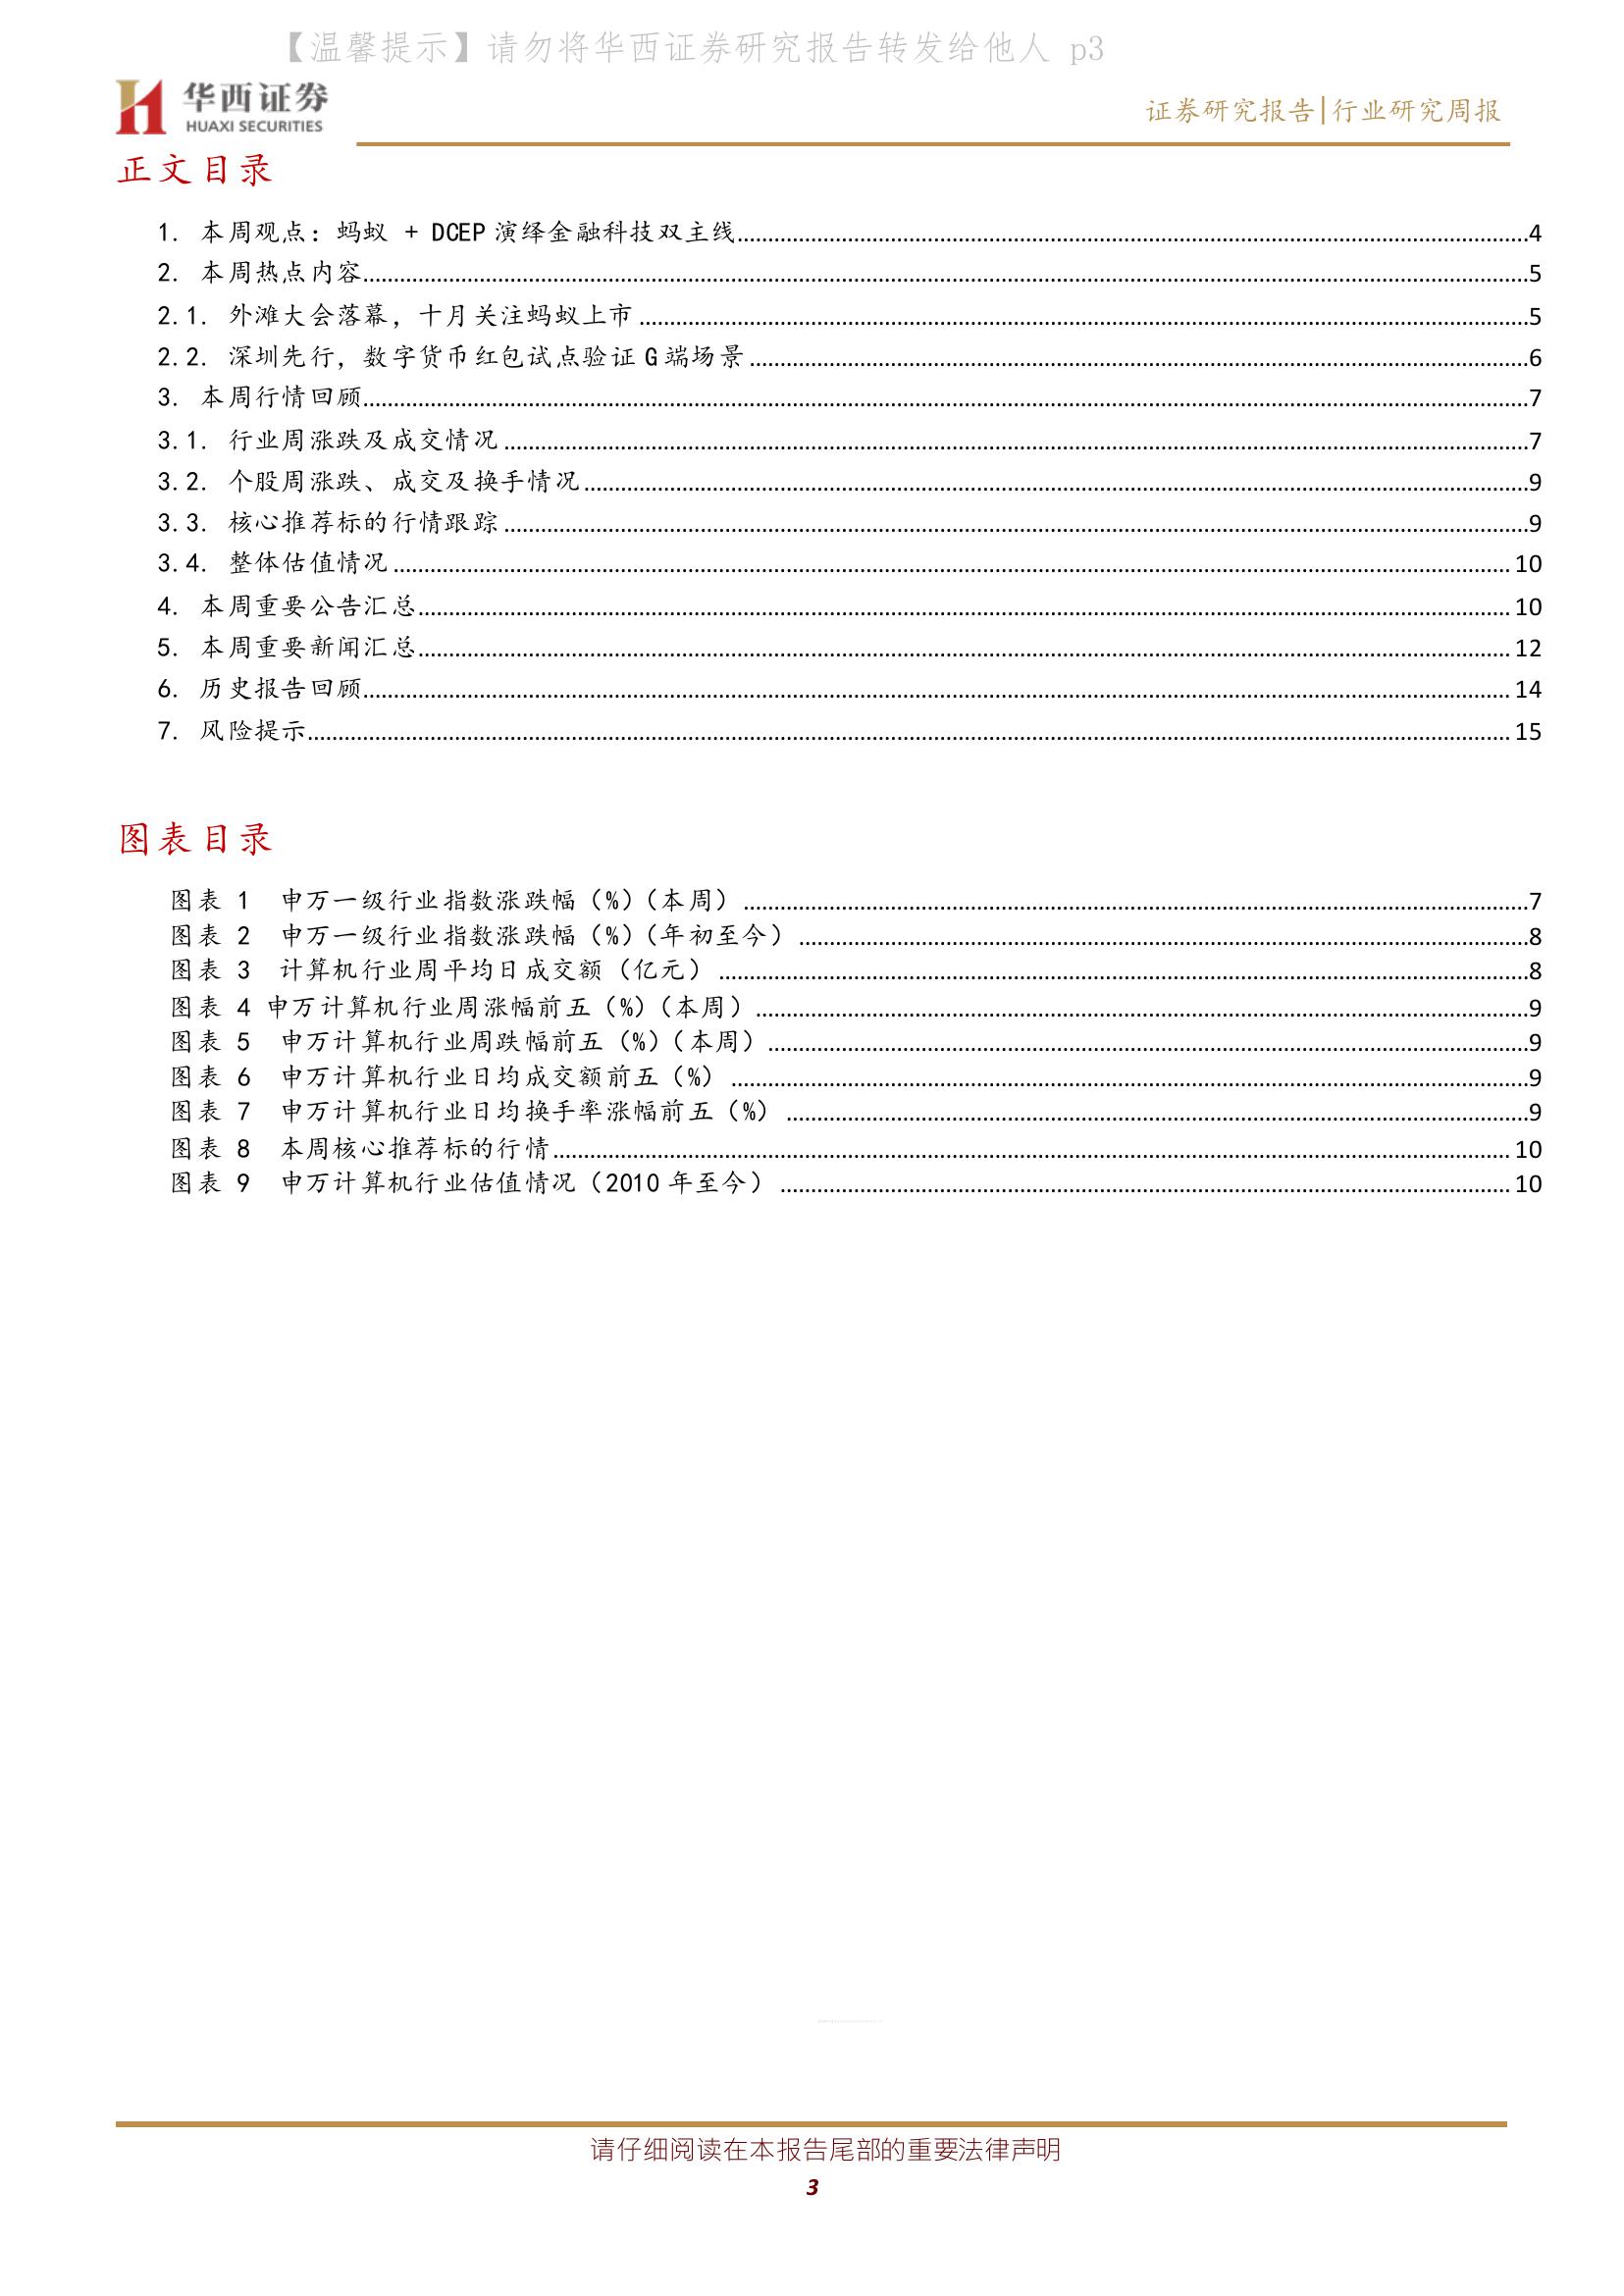 【温馨提示】请勿将华西证券研究报告转发给他人 p3
华西证券
HUAXI SECURITIES
证券研究报告|行业研究周报
正文目录
1. 本周观点：蚂蚁 + DCEP 演绎金融科技双主线 4
2. 本周热点内容 5
2.1. 外滩大会落幕，十月关注蚂蚁上市 5
2.2. 深圳先行，数字货币红包试点验证 G 端场景 6
3. 本周行情回顾 7
3.1. 行业周涨跌及成交情况 7
3.2. 个股周涨跌、成交及换手情况 9
3.3. 核心推荐标的行情跟踪 9
3.4. 整体估值情况 10
4. 本周重要公告汇总 10
5. 本周重要新闻汇总 12
6. 历史报告回顾 14
7. 风险提示 15
图表目录
图表 1 申万一级行业指数涨跌幅（%）（本周） 7
图表 2 申万一级行业指数涨跌幅（%）（年初至今） 8
图表 3 计算机行业周平均日成交额（亿元） 8
图表 4 申万计算机行业周涨幅前五（%）（本周） 9
图表 5 申万计算机行业周跌幅前五（%）（本周） 9
图表 6 申万计算机行业日均成交额前五（%） 9
图表 7 申万计算机行业日均换手率涨幅前五（%） 9
图表 8 本周核心推荐标的行情 10
图表 9 申万计算机行业估值情况（2010 年至今） 10
请仔细阅读在本报告尾部的重要法律声明
3